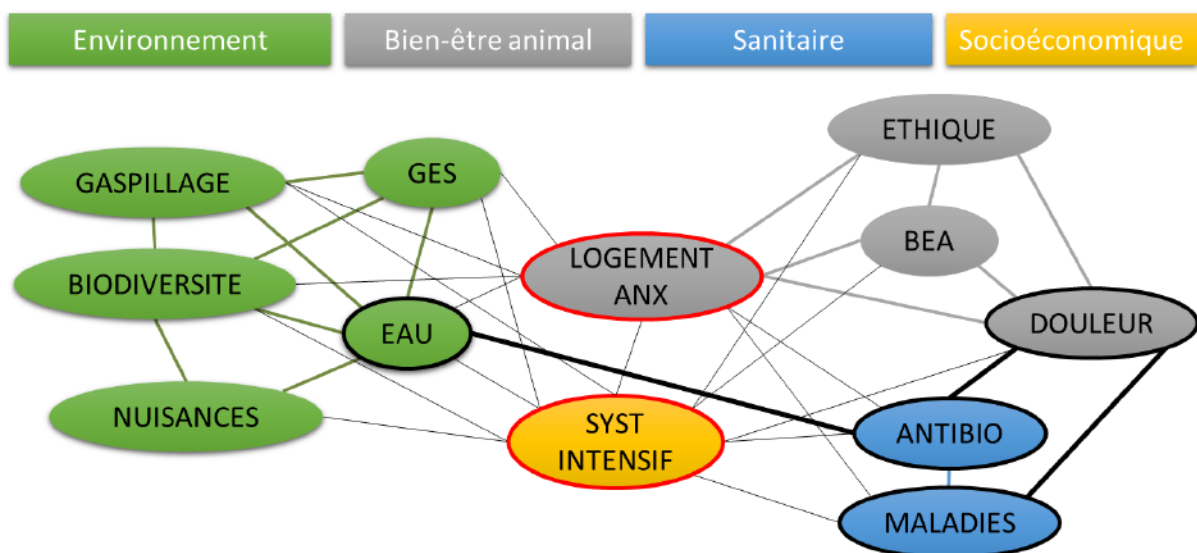 Environnement
Bien-être animal
Sanitaire
Socioéconomique
ETHIQUE
GASPILLAGE
GES
BEA
LOGEMENT
ANX
BIODIVERSITE
EAU
DOULEUR
NUISANCES
SYST
INTENSIF
ANTIBIO
MALADIES